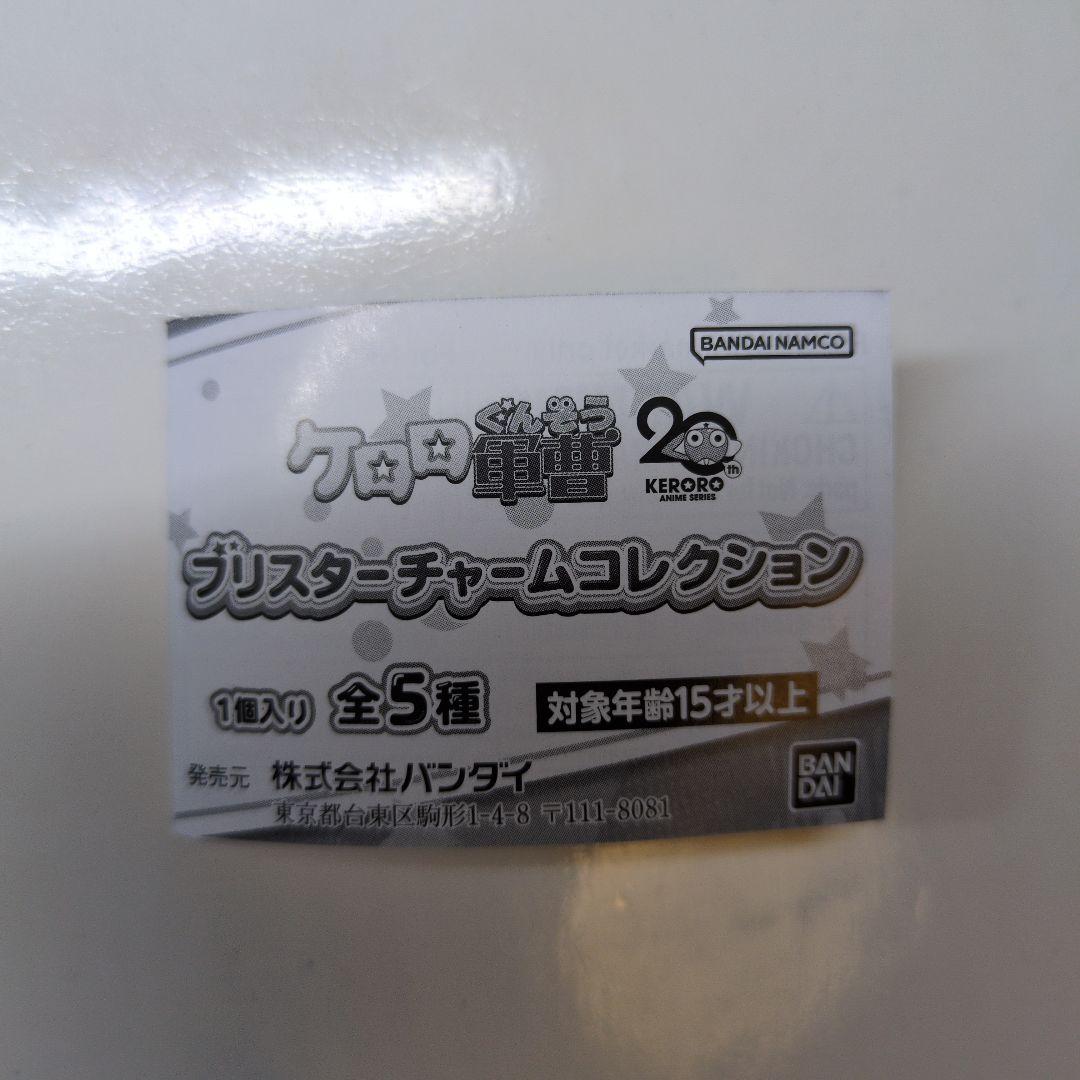 BANDAI NAMCO
ケロロ軍曹
ぐんそう
20th
KERORO
ANIME SERIES
ブリスターチャームコレクション
1個入り 全5種 対象年齢15才以上
発売元 株式会社バンダイ
東京都台東区駒形1-4-8 〒111-8081
BAN
DAI